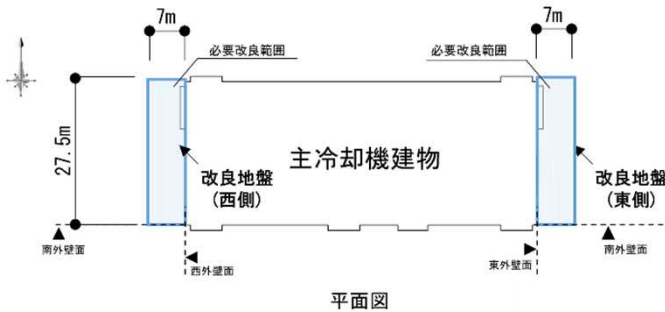 7m
7m
必要改良範囲
必要改良範囲
27.5m
主冷却機建物
改良地盤
(西側)
改良地盤
(東側)
南外壁面
西外壁面
東外壁面
南外壁面
平面図